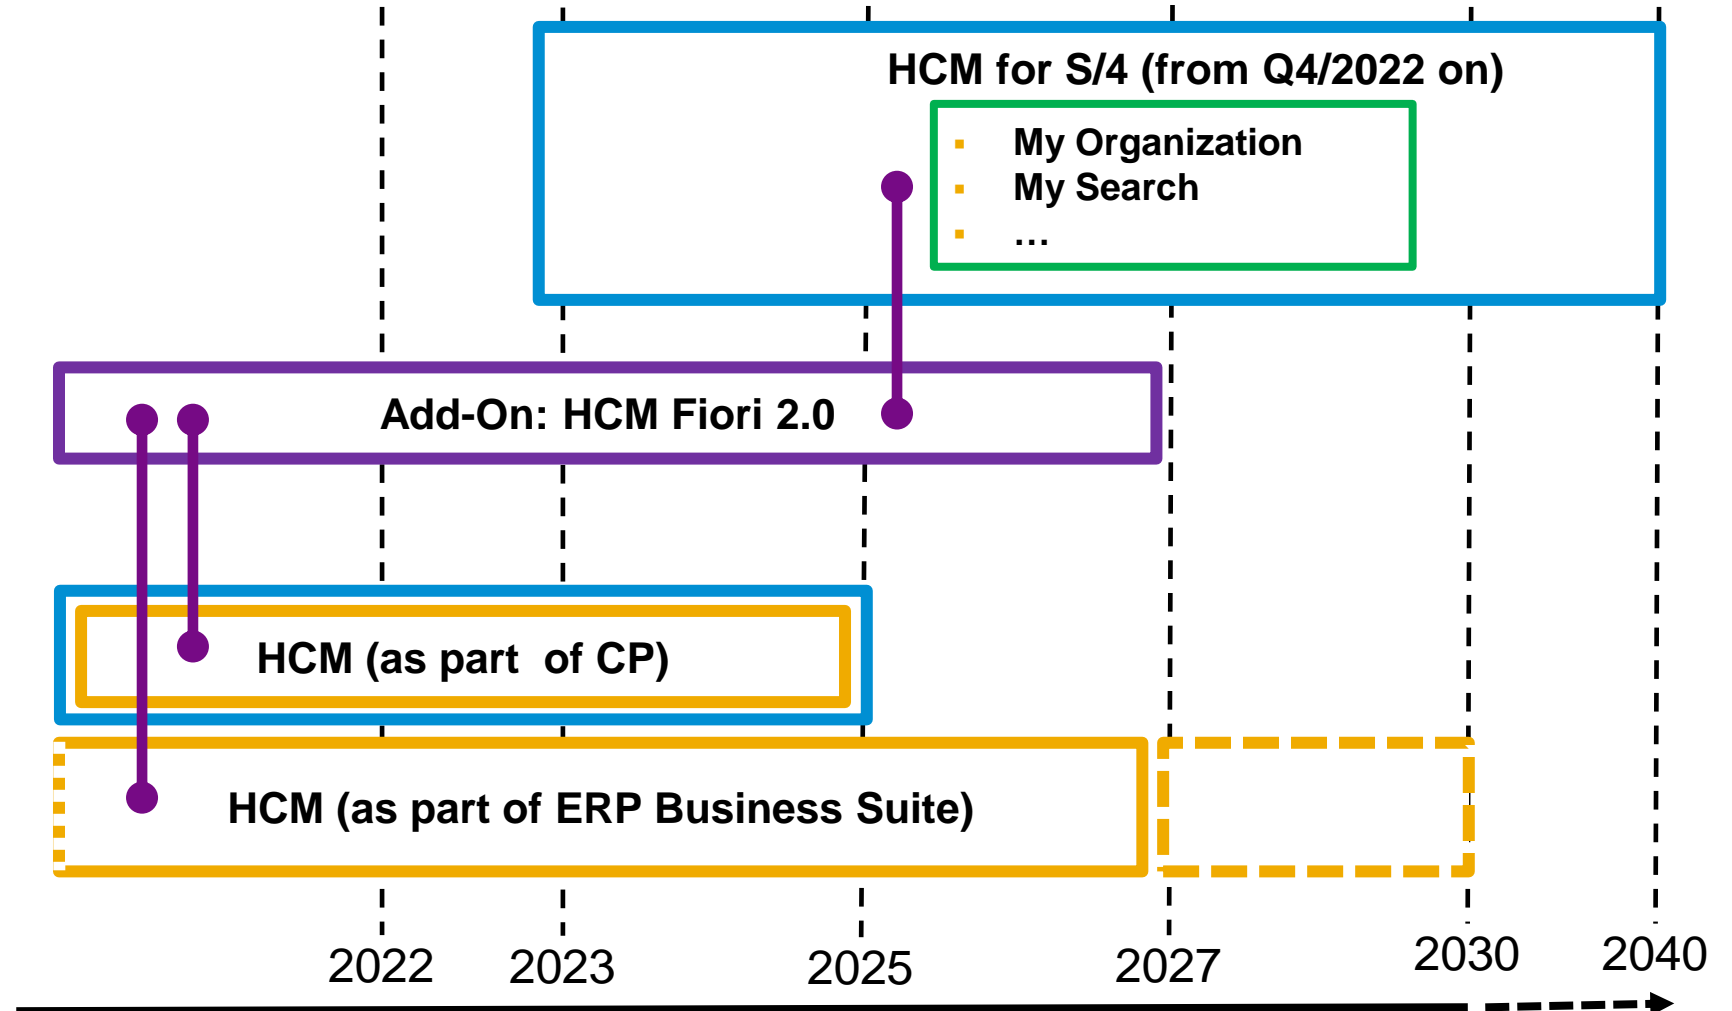 HCM for S/4 (from Q4/2022 on)
My Organization
My Search
…
Add-On: HCM Fiori 2.0
HCM (as part of CP)
HCM (as part of ERP Business Suite)
2022 2023 2025 2027 2030 2040